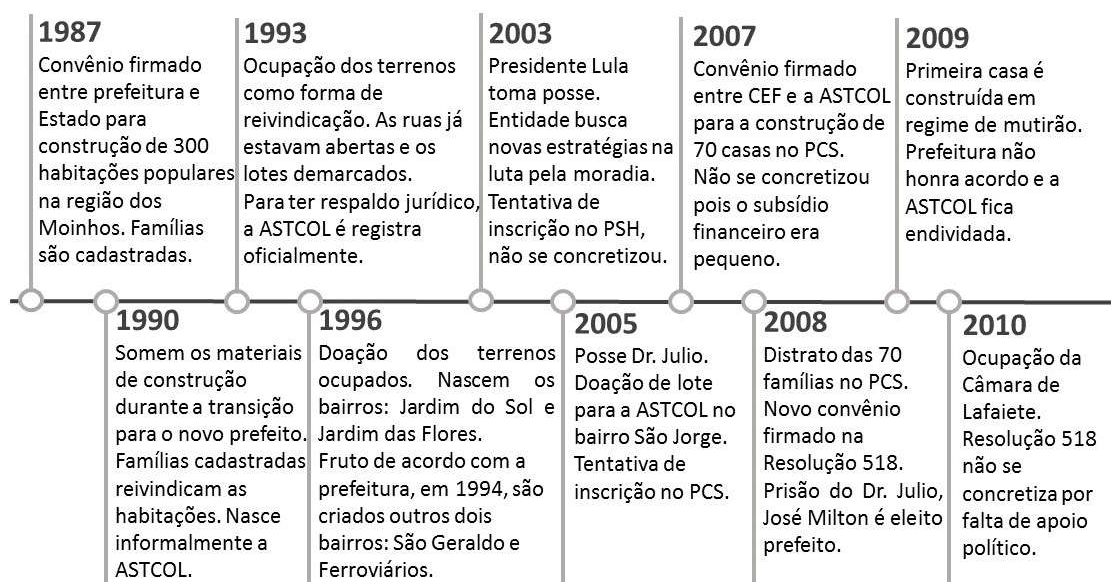 1987
Convênio firmado
entre prefeitura e
Estado para
construção de 300
habitações populares
na região dos
Moinhos. Famílias
são cadastradas.
1990
Somem os materiais
de construção
durante a transição
para o novo prefeito.
Famílias cadastradas
reivindicam as
habitações. Nasce
informalmente a
ASTCOL.
1993
Ocupação dos terrenos
como forma de
reivindicação. As ruas já
estavam abertas e os
lotes demarcados.
Para ter respaldo jurídico,
a ASTCOL é registra
oficialmente.
1996
Doação dos terrenos
ocupados. Nascem os
bairros: Jardim do Sol e
Jardim das Flores.
Fruto de acordo com a
prefeitura, em 1994, são
criados outros dois
bairros: São Geraldo e
Ferroviários.
2003
Presidente Lula
toma posse.
Entidade busca
novas estratégias na
luta pela moradia.
Tentativa de
inscrição no PSH,
não se concretizou.
2005
Posse Dr. Julio.
Doação de lote
para a ASTCOL no
bairro São Jorge.
Tentativa de
inscrição no PCS.
2007
Convênio firmado
entre CEF e a ASTCOL
para a construção de
70 casas no PCS.
Não se concretizou
pois o subsídio
financeiro era
pequeno.
2008
Distrato das 70
famílias no PCS.
Novo convênio
firmado na
Resolução 518.
Prisão do Dr. Julio,
José Milton é eleito
prefeito.
2009
Primeira casa é
construída em
regime de mutirão.
Prefeitura não
honra acordo e a
ASTCOL fica
endividada.
2010
Ocupação da
Câmara de
Lafaiete.
Resolução 518
não se
concretiza por
falta de apoio
político.